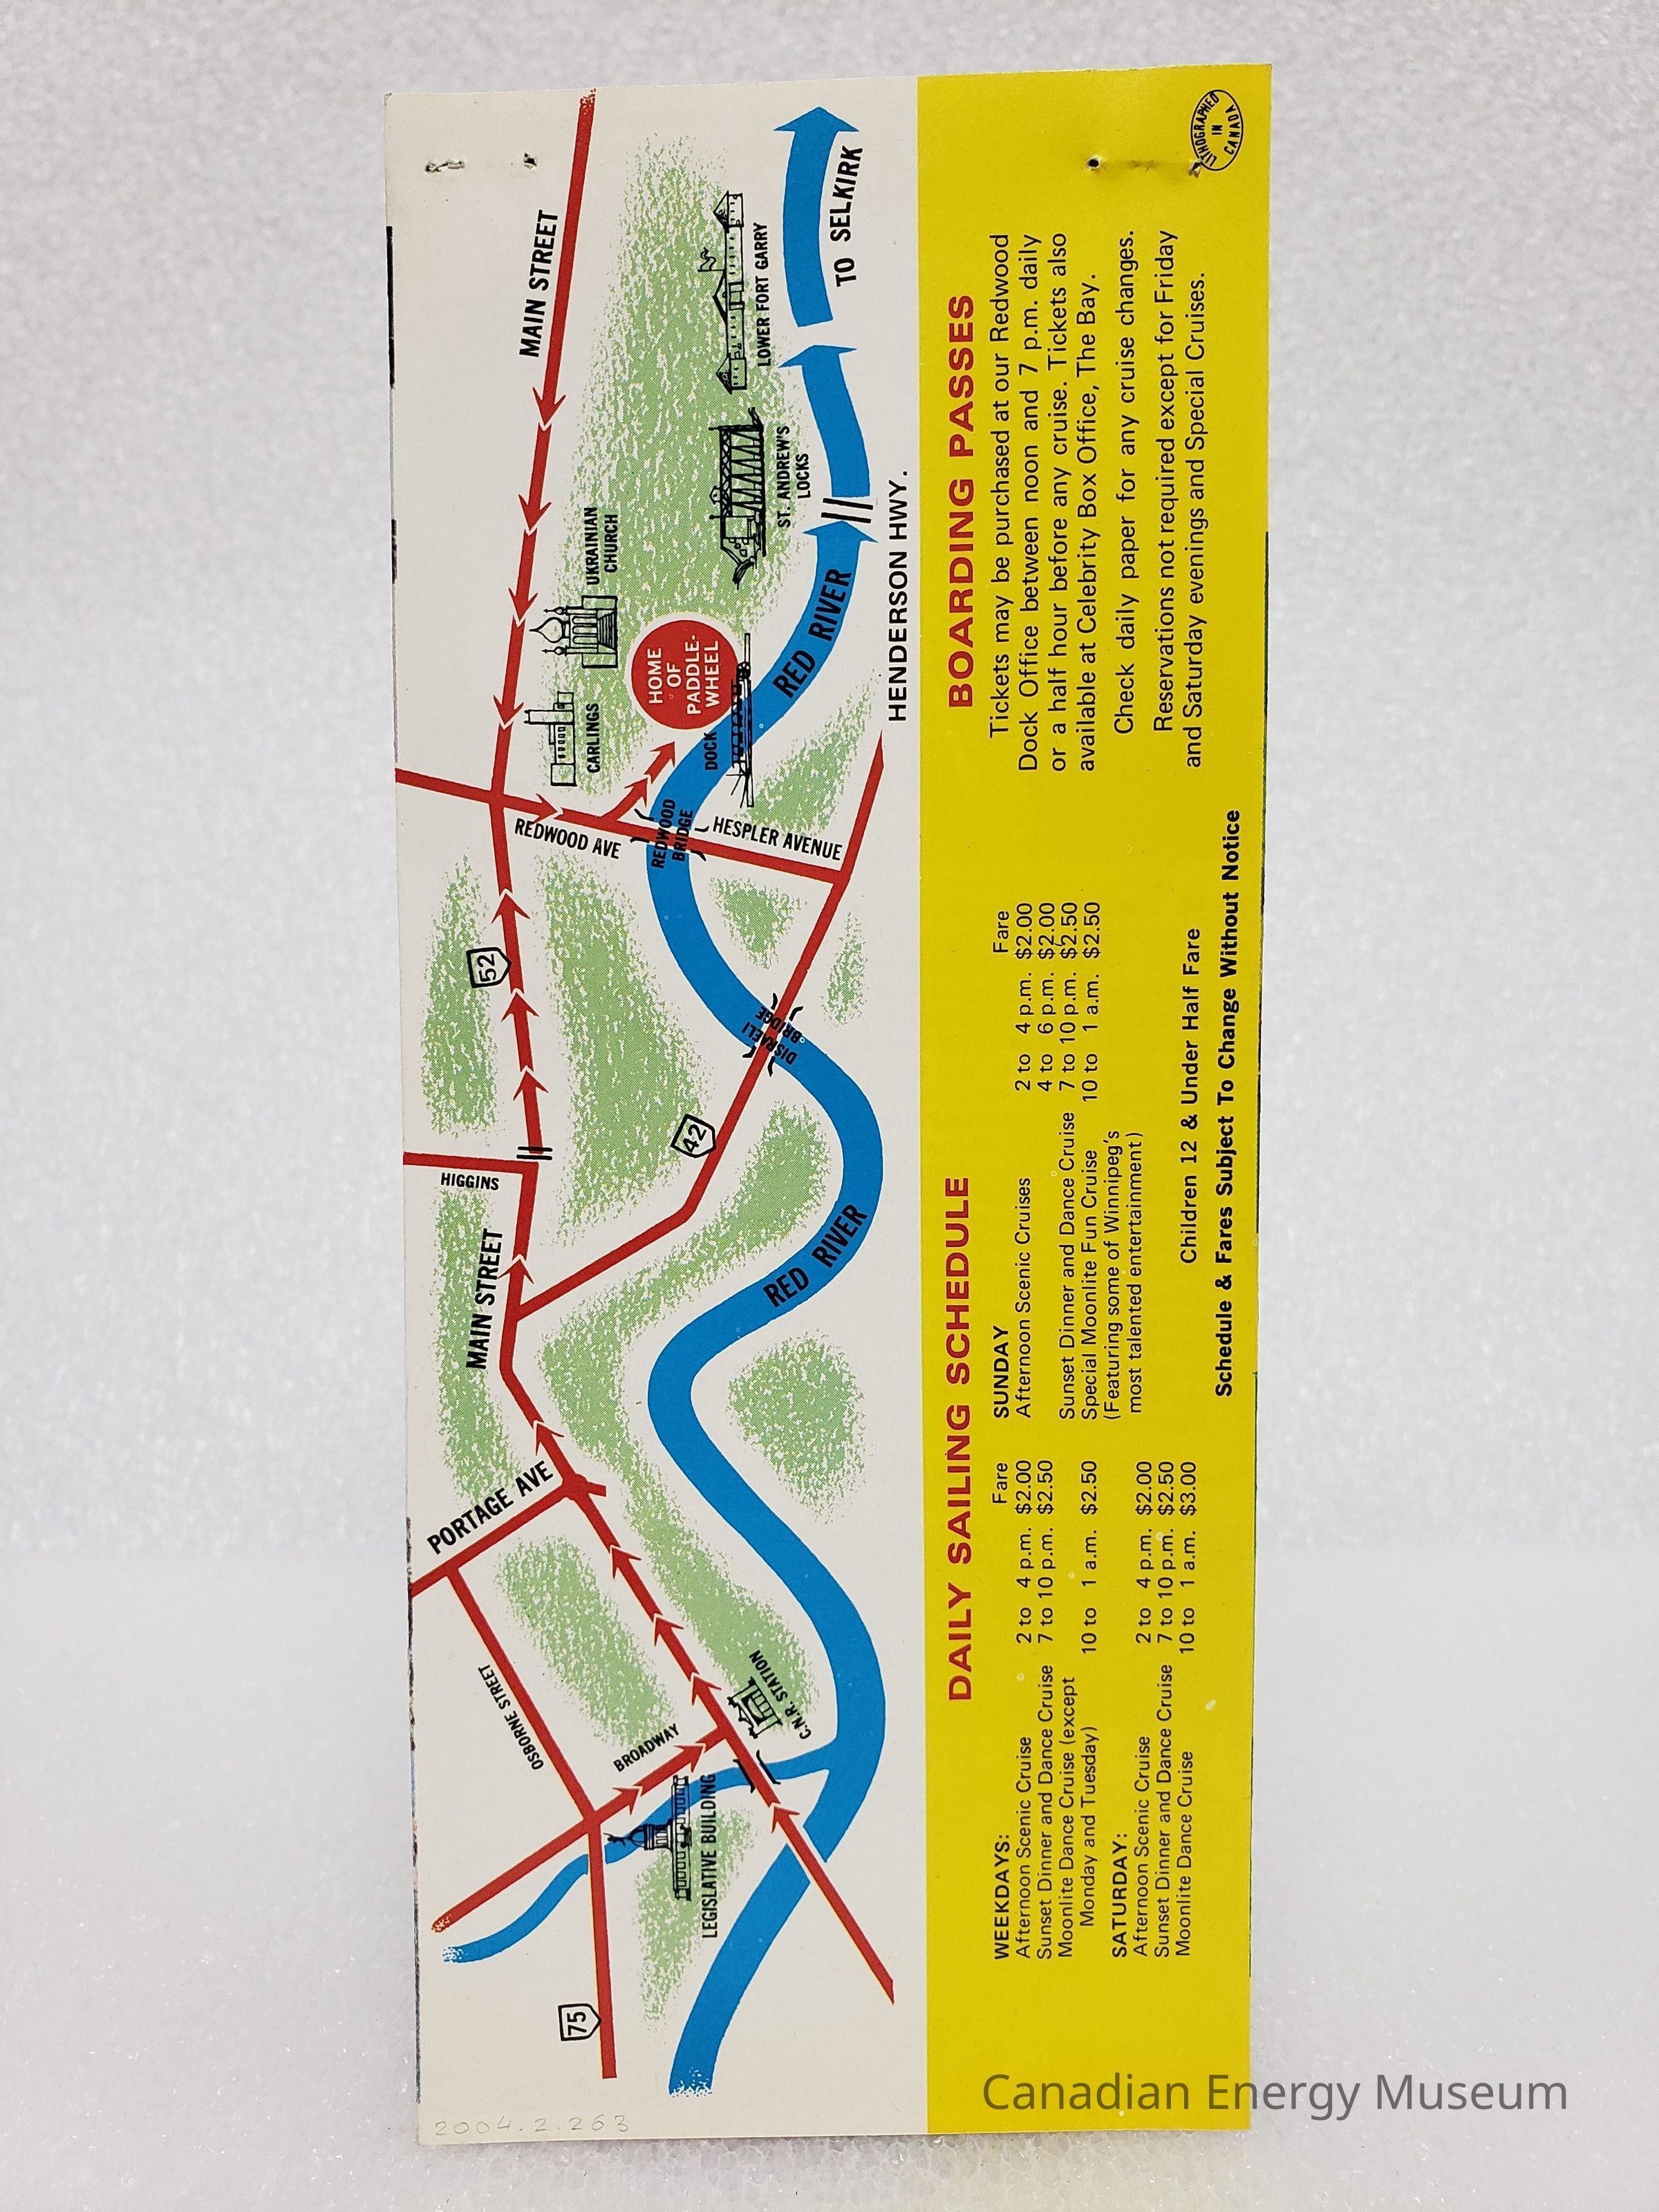 MAIN STREET
MAIN STREET
PORTAGE AVE
OSBORNE STREET
BROADWAY
75
LEGISLATIVE BUILDING
C.N.R. STATION
HIGGINS
52
42
RED RIVER
DISRAELI
BRIDGE
REDWOOD AVE
REDWOOD
BRIDGE
HESPLER AVENUE
CARLINGS
UKRAINIAN
CHURCH
HOME
OF
PADDLE-
WHEEL
DOCK
RED RIVER
HENDERSON HWY.
ST. ANDREW'S
LOCKS
LOWER FORT GARRY
TO SELKIRK
DAILY SAILING SCHEDULE
WEEKDAYS: Fare
Afternoon Scenic Cruise 2 to 4 p.m. $2.00
Sunset Dinner and Dance Cruise 7 to 10 p.m. $2.50
Moonlite Dance Cruise (except
Monday and Tuesday) 10 to 1 a.m. $2.50
SATURDAY:
Afternoon Scenic Cruise 2 to 4 p.m. $2.00
Sunset Dinner and Dance Cruise 7 to 10 p.m. $2.50
Moonlite Dance Cruise 10 to 1 a.m. $3.00
SUNDAY Fare
Afternoon Scenic Cruises 2 to 4 p.m. $2.00
4 to 6 p.m. $2.00
Sunset Dinner and Dance Cruise 7 to 10 p.m. $2.50
Special Moonlite Fun Cruise 10 to 1 a.m. $2.50
(Featuring some of Winnipeg's
most talented entertainment)
Children 12 & Under Half Fare
Schedule & Fares Subject To Change Without Notice
BOARDING PASSES
Tickets may be purchased at our Redwood
Dock Office between noon and 7 p.m. daily
or a half hour before any cruise. Tickets also
available at Celebrity Box Office, The Bay.
Check daily paper for any cruise changes.
Reservations not required except for Friday
and Saturday evenings and Special Cruises.
LITHOGRAPHED
IN
CANADA
2004.2.263
Canadian Energy Museum